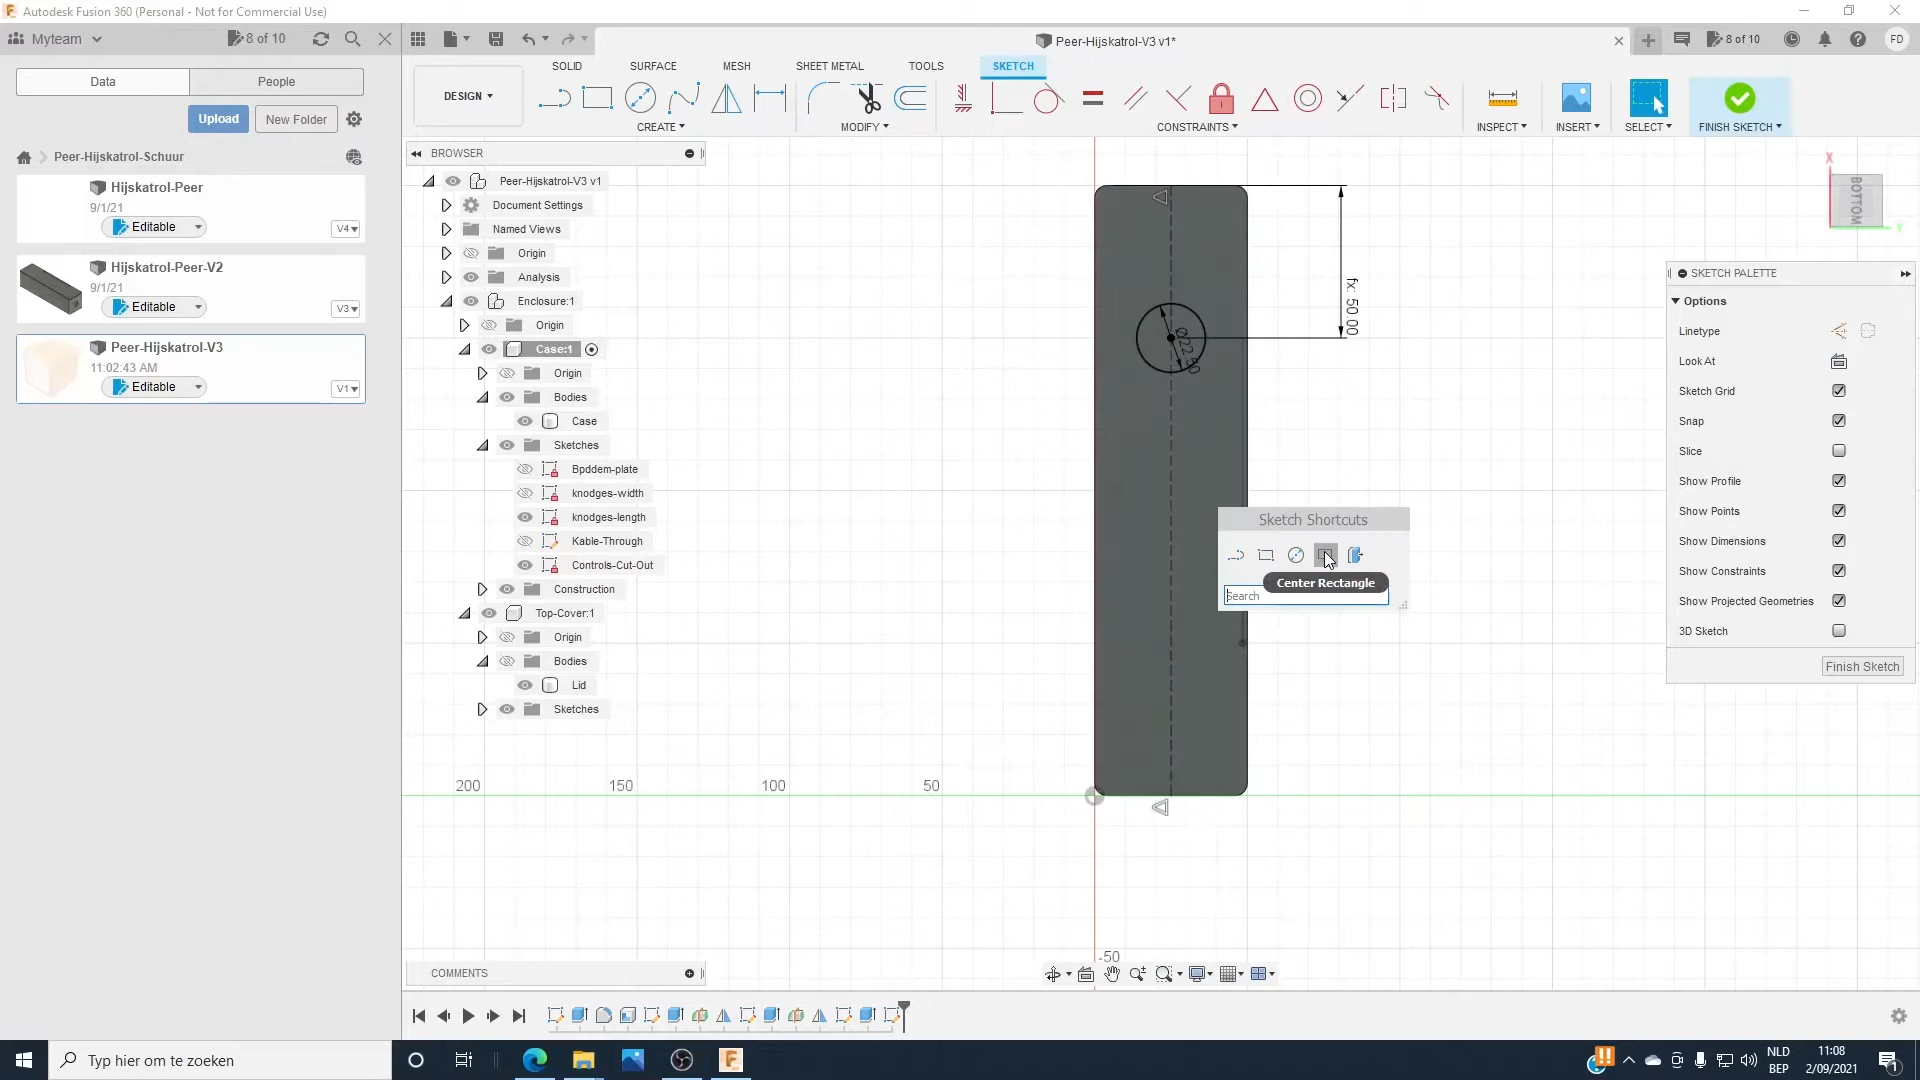 Autodesk Fusion 360 (Personal - Not for Commercial Use)
Myteam
8 of 10
Peer-Hijskatrol-V3 v1*
8 of 10
FD
Data
People
Upload
New Folder
Peer-Hijskatrol-Schuur
Hijskatrol-Peer
9/1/21
Editable
V4
Hijskatrol-Peer-V2
9/1/21
Editable
V3
Peer-Hijskatrol-V3
11:02:43 AM
Editable
V1
DESIGN
SOLID
SURFACE
MESH
SHEET METAL
TOOLS
SKETCH
CREATE
MODIFY
CONSTRAINTS
INSPECT
INSERT
SELECT
FINISH SKETCH
BROWSER
Peer-Hijskatrol-V3 v1
Document Settings
Named Views
Origin
Analysis
Enclosure:1
Origin
Case:1
Origin
Bodies
Case
Sketches
Bpddem-plate
knodges-width
knodges-length
Kable-Through
Controls-Cut-Out
Construction
Top-Cover:1
Origin
Bodies
Lid
Sketches
fx: 50.00
Ø22.50
200
150
100
50
-50
Sketch Shortcuts
Center Rectangle
Search
X
BOTTOM
Y
SKETCH PALETTE
Options
Linetype
Look At
Sketch Grid
Snap
Slice
Show Profile
Show Points
Show Dimensions
Show Constraints
Show Projected Geometries
3D Sketch
Finish Sketch
COMMENTS
Typ hier om te zoeken
NLD
BEP
11:08
2/09/2021
1